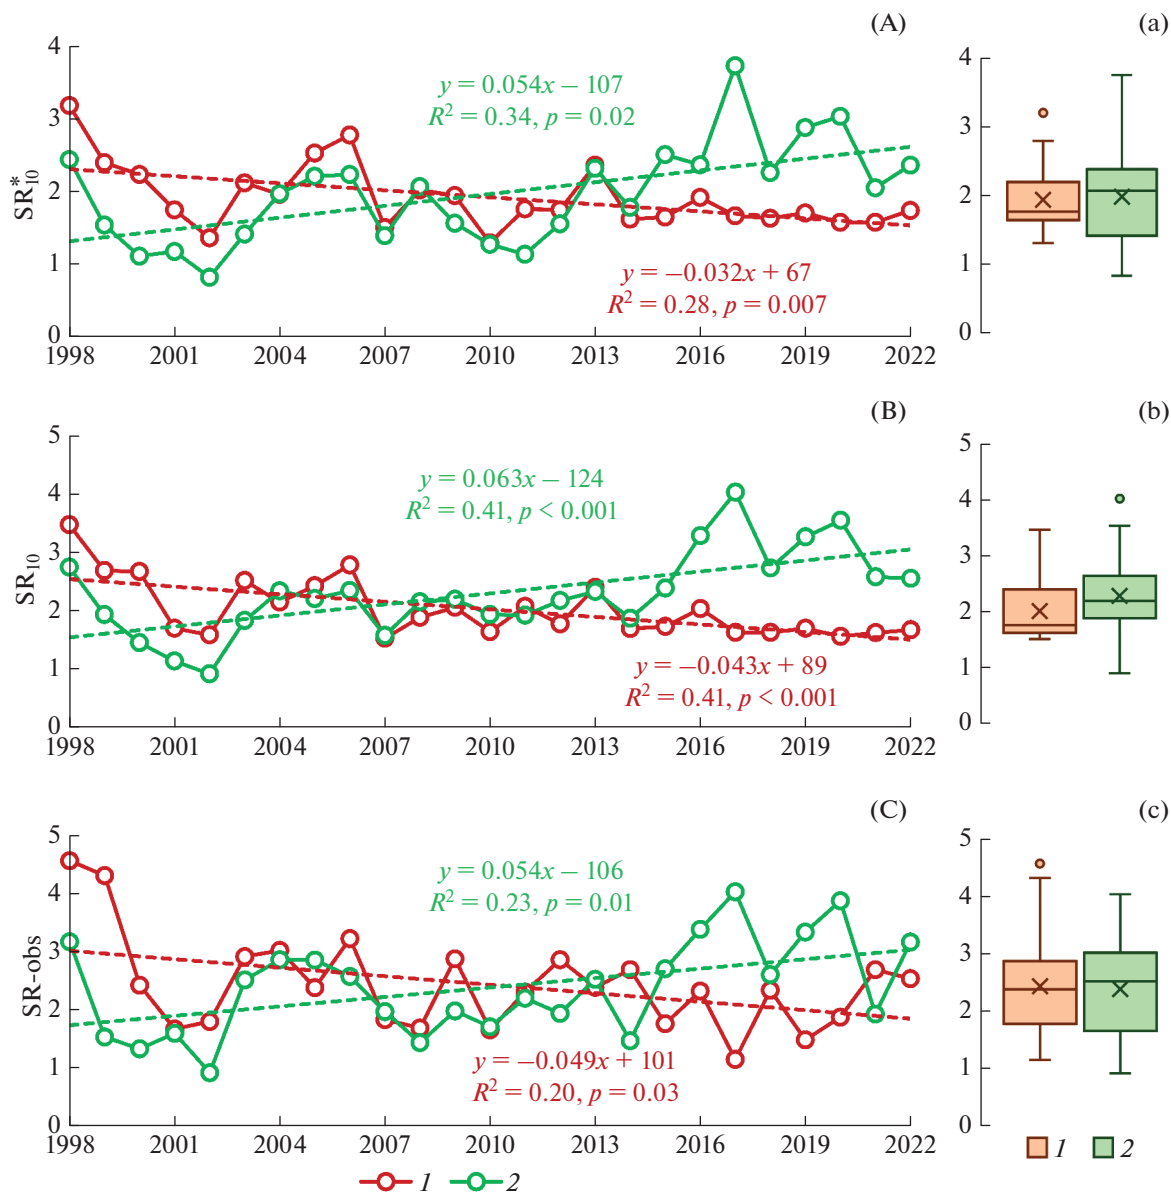 (A)
(a)
SR*10
4
3
2
1
0
y = 0.054x – 107
R2 = 0.34, p = 0.02
y = –0.032x + 67
R2 = 0.28, p = 0.007
1998 2001 2004 2007 2010 2013 2016 2019 2022
4
3
2
1
0
(B)
(b)
SR10
5
4
3
2
1
0
y = 0.063x – 124
R2 = 0.41, p < 0.001
y = –0.043x + 89
R2 = 0.41, p < 0.001
1998 2001 2004 2007 2010 2013 2016 2019 2022
5
4
3
2
1
0
(C)
(c)
SR-obs
5
4
3
2
1
0
y = 0.054x – 106
R2 = 0.23, p = 0.01
y = –0.049x + 101
R2 = 0.20, p = 0.03
1998 2001 2004 2007 2010 2013 2016 2019 2022
5
4
3
2
1
0
1 2
1 2